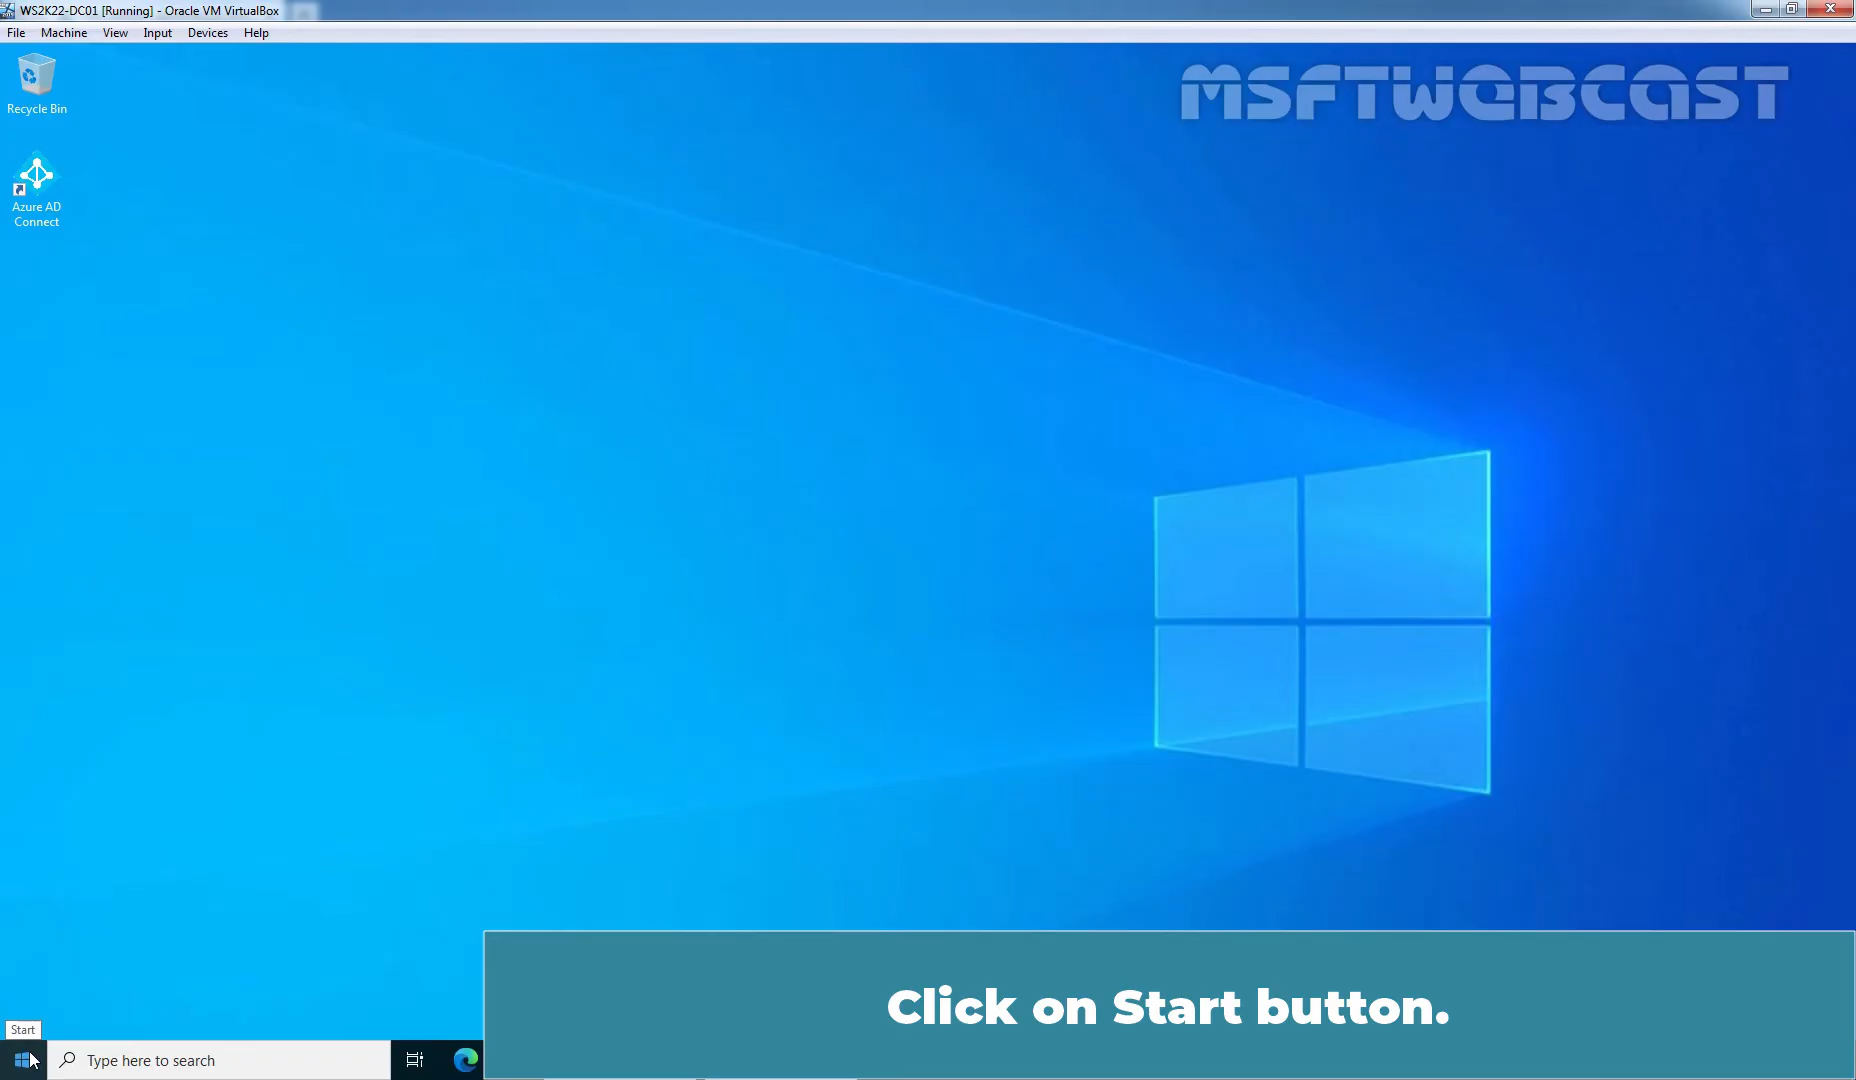 WS2K22-DC01 [Running] - Oracle VM VirtualBox
File Machine View Input Devices Help
MSFTWEBCAST
Recycle Bin
Azure AD
Connect
Click on Start button.
Start
Type here to search